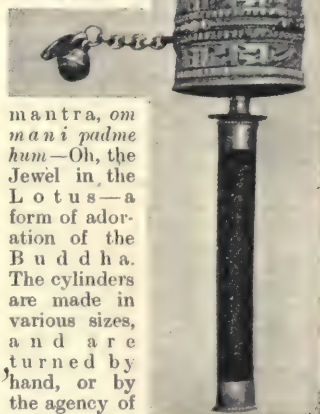 mantra, om
mani padme
hum—Oh, the
Jewel in the
Lotus—a
form of ador-
ation of the
Buddha.
The cylinders
are made in
various sizes,
and are
turned by
hand, or by
the agency of